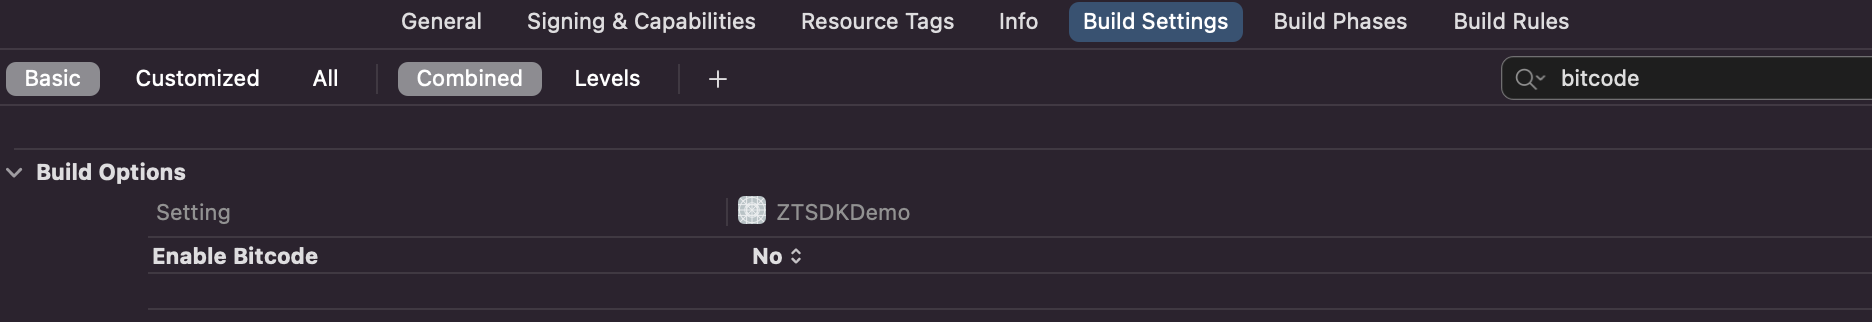 General Signing & Capabilities Resource Tags Info Build Settings Build Phases Build Rules
Basic Customized All Combined Levels + bitcode
Build Options
Setting ZTSDKDemo
Enable Bitcode No